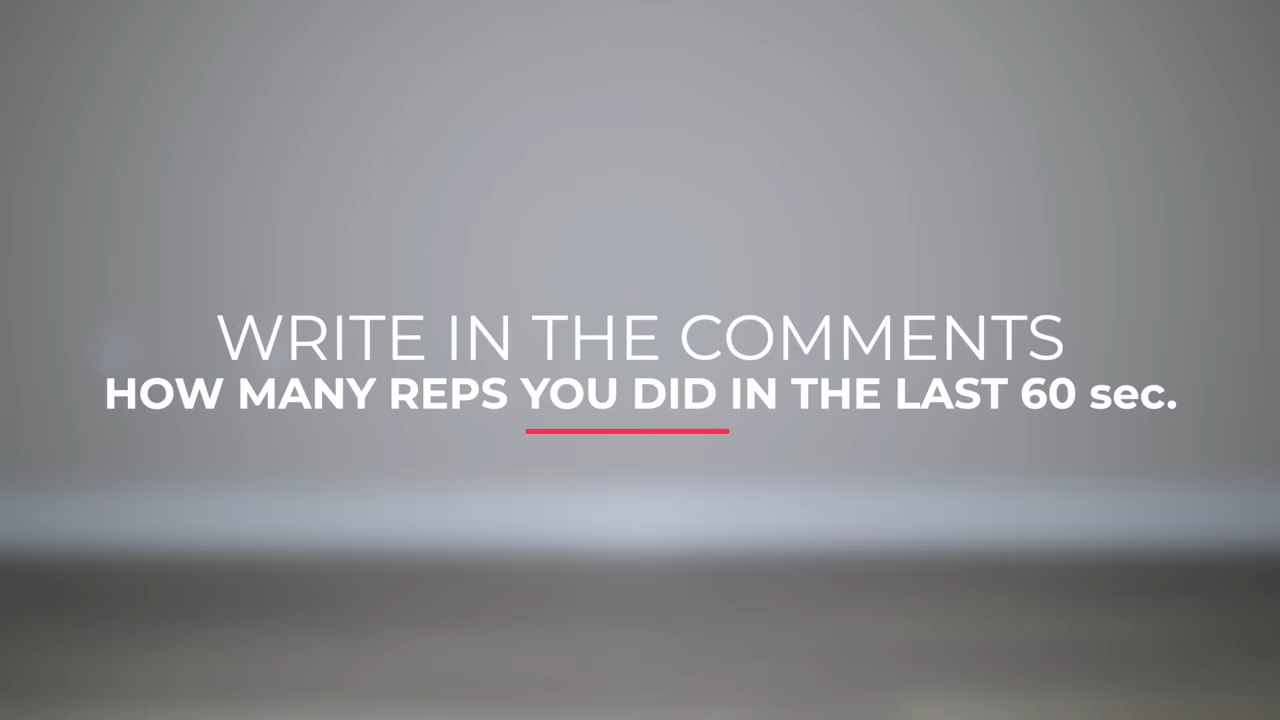 WRITE IN THE COMMENTS
HOW MANY REPS YOU DID IN THE LAST 60 sec.